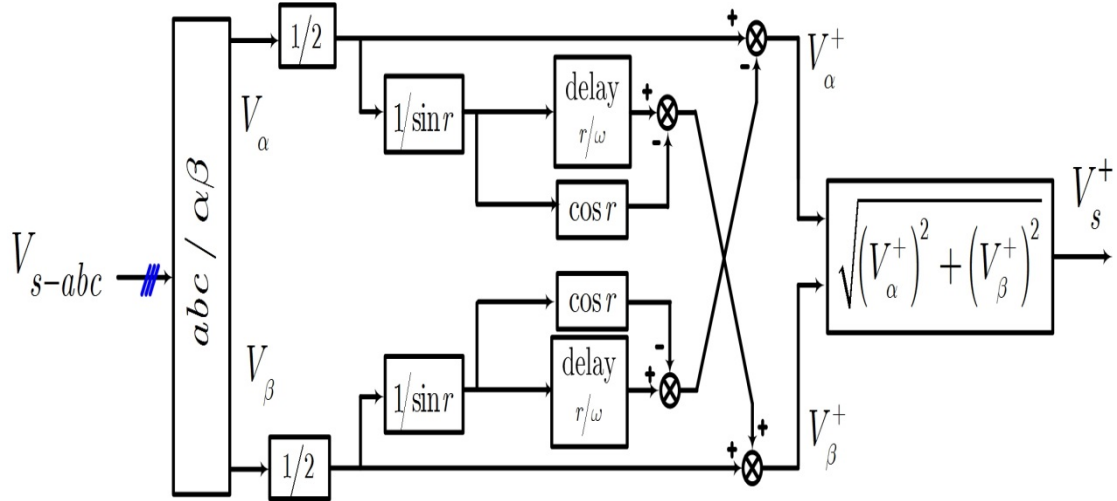 1/2
+
-
V_α^+
V_α
1/sin r
delay
r/ω
+
-
cos r
abc / αβ
V_{s-abc}
√((V_α^+)^2 + (V_β^+)^2)
V_s^+
cos r
-
V_β
1/sin r
delay
r/ω
+
+
V_β^+
1/2
+